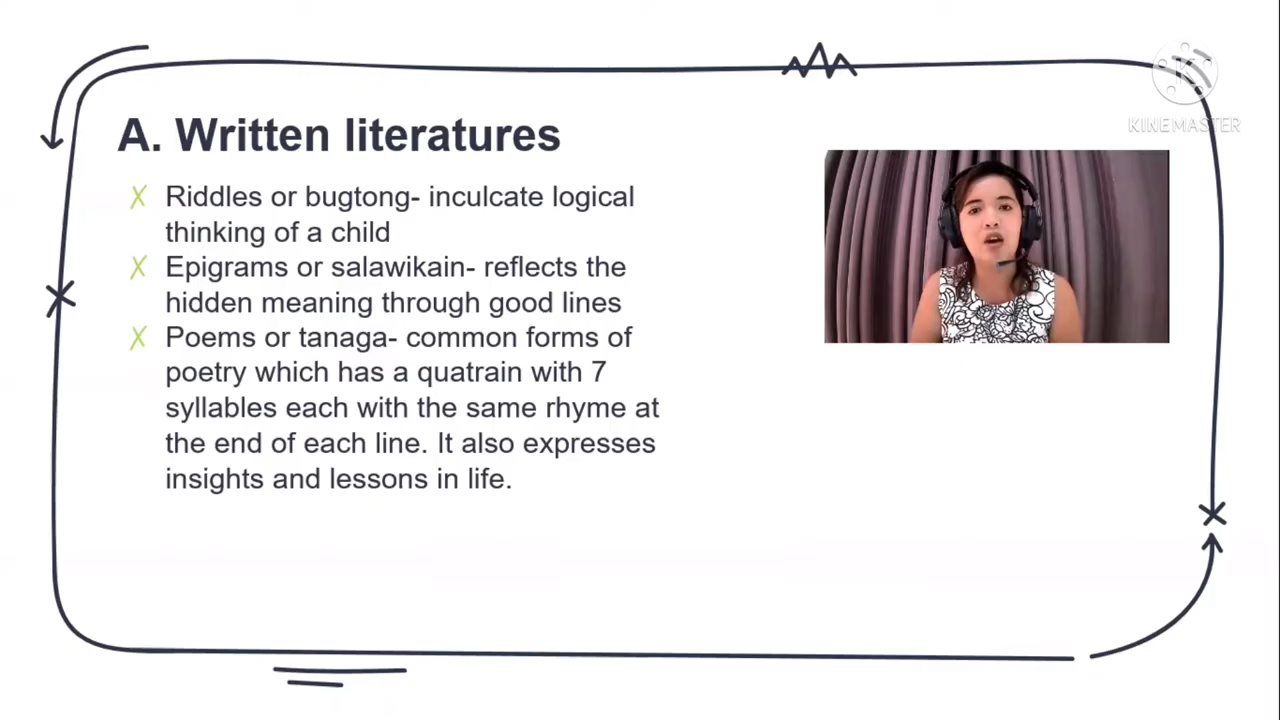 A. Written literatures
Riddles or bugtong- inculcate logical
thinking of a child
Epigrams or salawikain- reflects the
hidden meaning through good lines
Poems or tanaga- common forms of
poetry which has a quatrain with 7
syllables each with the same rhyme at
the end of each line. It also expresses
insights and lessons in life.
K
KINEMASTER